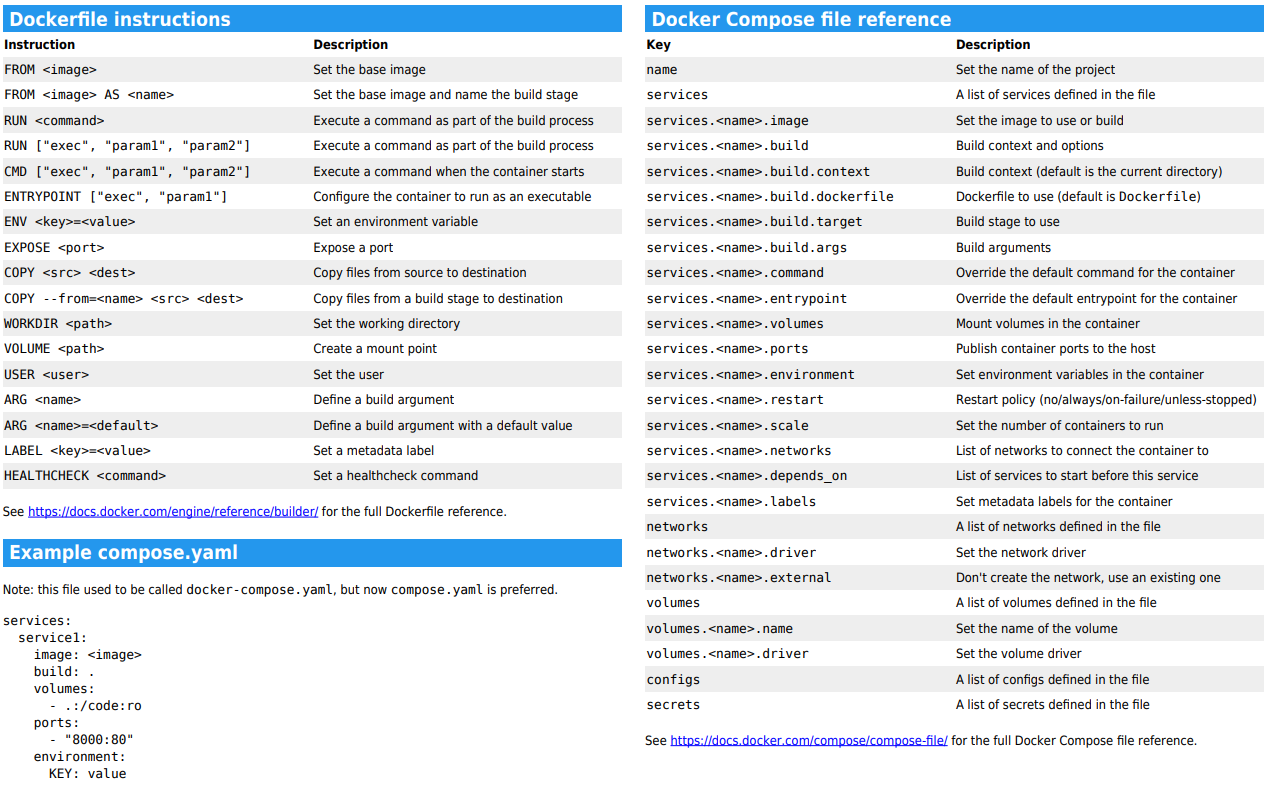 Dockerfile instructions
Instruction Description
FROM <image> Set the base image
FROM <image> AS <name> Set the base image and name the build stage
RUN <command> Execute a command as part of the build process
RUN ["exec", "param1", "param2"] Execute a command as part of the build process
CMD ["exec", "param1", "param2"] Execute a command when the container starts
ENTRYPOINT ["exec", "param1"] Configure the container to run as an executable
ENV <key>=<value> Set an environment variable
EXPOSE <port> Expose a port
COPY <src> <dest> Copy files from source to destination
COPY --from=<name> <src> <dest> Copy files from a build stage to destination
WORKDIR <path> Set the working directory
VOLUME <path> Create a mount point
USER <user> Set the user
ARG <name> Define a build argument
ARG <name>=<default> Define a build argument with a default value
LABEL <key>=<value> Set a metadata label
HEALTHCHECK <command> Set a healthcheck command
See https://docs.docker.com/engine/reference/builder/ for the full Dockerfile reference.
Example compose.yaml
Note: this file used to be called docker-compose.yaml, but now compose.yaml is preferred.
services:
  service1:
    image: <image>
    build: .
    volumes:
      - .:/code:ro
    ports:
      - "8000:80"
    environment:
      KEY: value
Docker Compose file reference
Key Description
name Set the name of the project
services A list of services defined in the file
services.<name>.image Set the image to use or build
services.<name>.build Build context and options
services.<name>.build.context Build context (default is the current directory)
services.<name>.build.dockerfile Dockerfile to use (default is Dockerfile)
services.<name>.build.target Build stage to use
services.<name>.build.args Build arguments
services.<name>.command Override the default command for the container
services.<name>.entrypoint Override the default entrypoint for the container
services.<name>.volumes Mount volumes in the container
services.<name>.ports Publish container ports to the host
services.<name>.environment Set environment variables in the container
services.<name>.restart Restart policy (no/always/on-failure/unless-stopped)
services.<name>.scale Set the number of containers to run
services.<name>.networks List of networks to connect the container to
services.<name>.depends_on List of services to start before this service
services.<name>.labels Set metadata labels for the container
networks A list of networks defined in the file
networks.<name>.driver Set the network driver
networks.<name>.external Don't create the network, use an existing one
volumes A list of volumes defined in the file
volumes.<name>.name Set the name of the volume
volumes.<name>.driver Set the volume driver
configs A list of configs defined in the file
secrets A list of secrets defined in the file
See https://docs.docker.com/compose/compose-file/ for the full Docker Compose file reference.